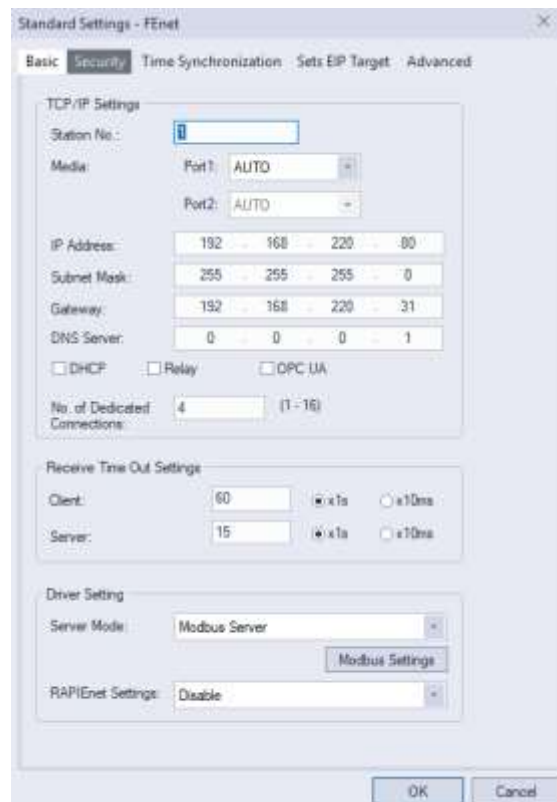 Standard Settings - FEnet
Basic Security Time Synchronization Sets EIP Target Advanced
TCP/IP Settings
Station No.: 1
Media: Port1: AUTO
Port2: AUTO
IP Address: 192 . 168 . 220 . 80
Subnet Mask: 255 . 255 . 255 . 0
Gateway: 192 . 168 . 220 . 31
DNS Server: 0 . 0 . 0 . 1
DHCP Relay OPC UA
No. of Dedicated Connections: 4 (1 - 16)
Receive Time Out Settings
Client: 60 x1s x10ms
Server: 15 x1s x10ms
Driver Setting
Server Mode: Modbus Server
Modbus Settings
RAPIEnet Settings: Disable
OK Cancel